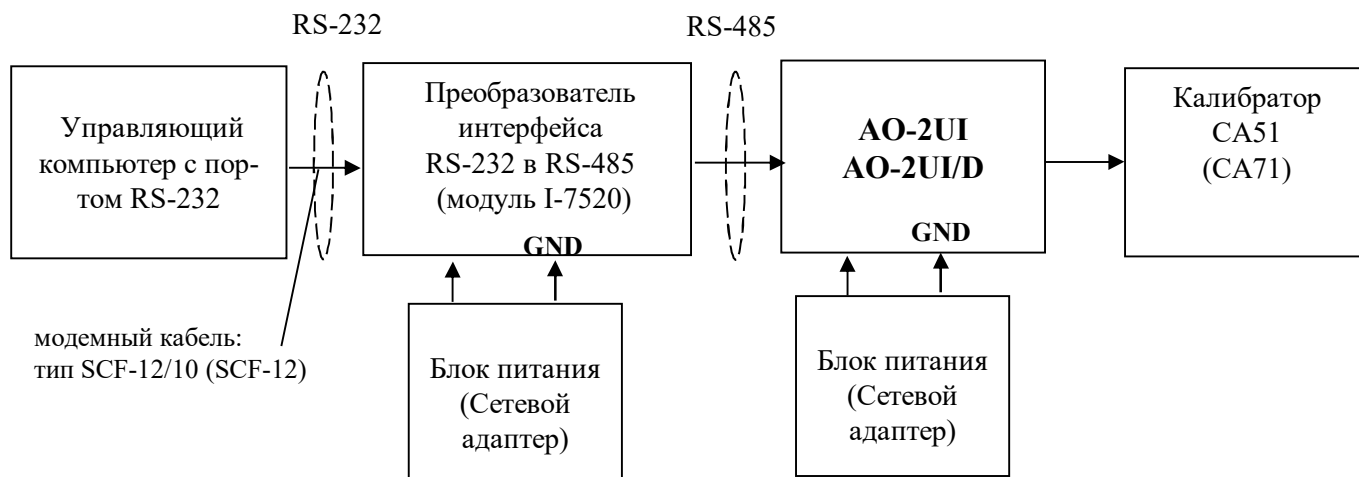 RS-232
RS-485
Управляющий
компьютер с пор-
том RS-232
Преобразователь
интерфейса
RS-232 в RS-485
(модуль I-7520)
GND
AO-2UI
AO-2UI/D
GND
Калибратор
СА51
(СА71)
модемный кабель:
тип SCF-12/10 (SCF-12)
Блок питания
(Сетевой
адаптер)
Блок питания
(Сетевой
адаптер)